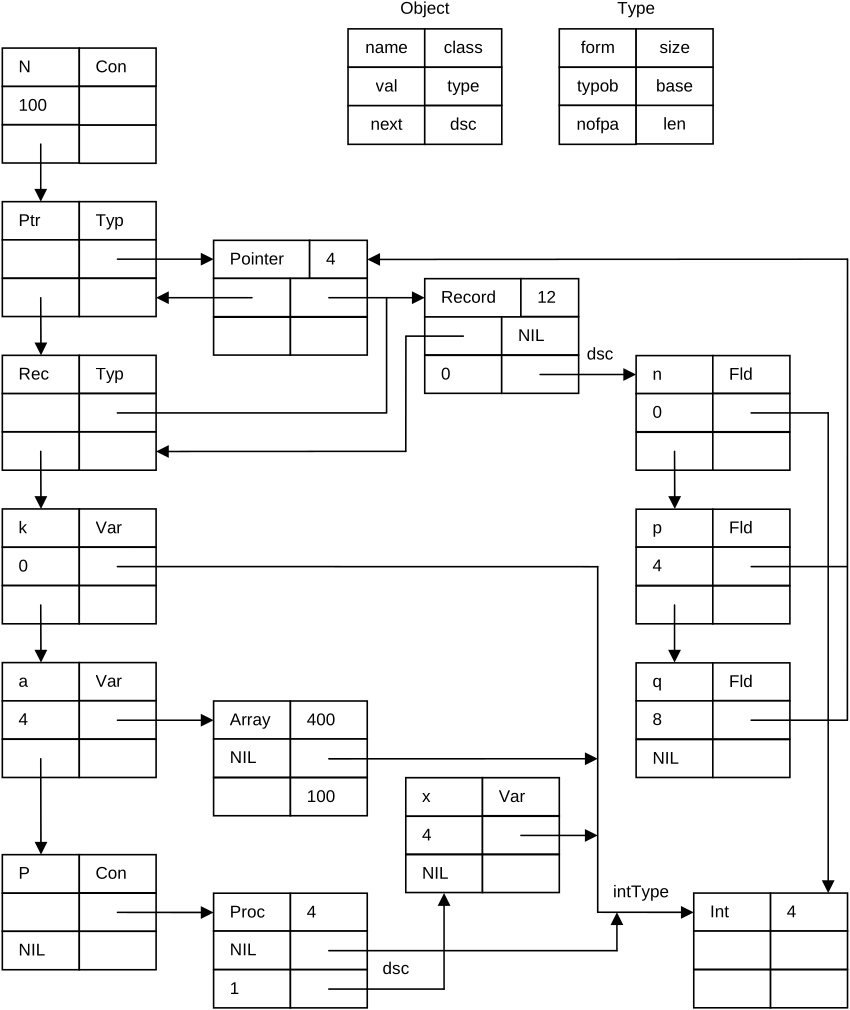 Object
Type
name class
form size
val type
typob base
next dsc
nofpa len
N Con
100
Ptr Typ
Pointer 4
Record 12
NIL
0
dsc
Rec Typ
n Fld
0
k Var
0
p Fld
4
a Var
4
Array 400
NIL
100
q Fld
8
NIL
x Var
4
NIL
P Con
NIL
Proc 4
NIL
1
dsc
intType
Int 4